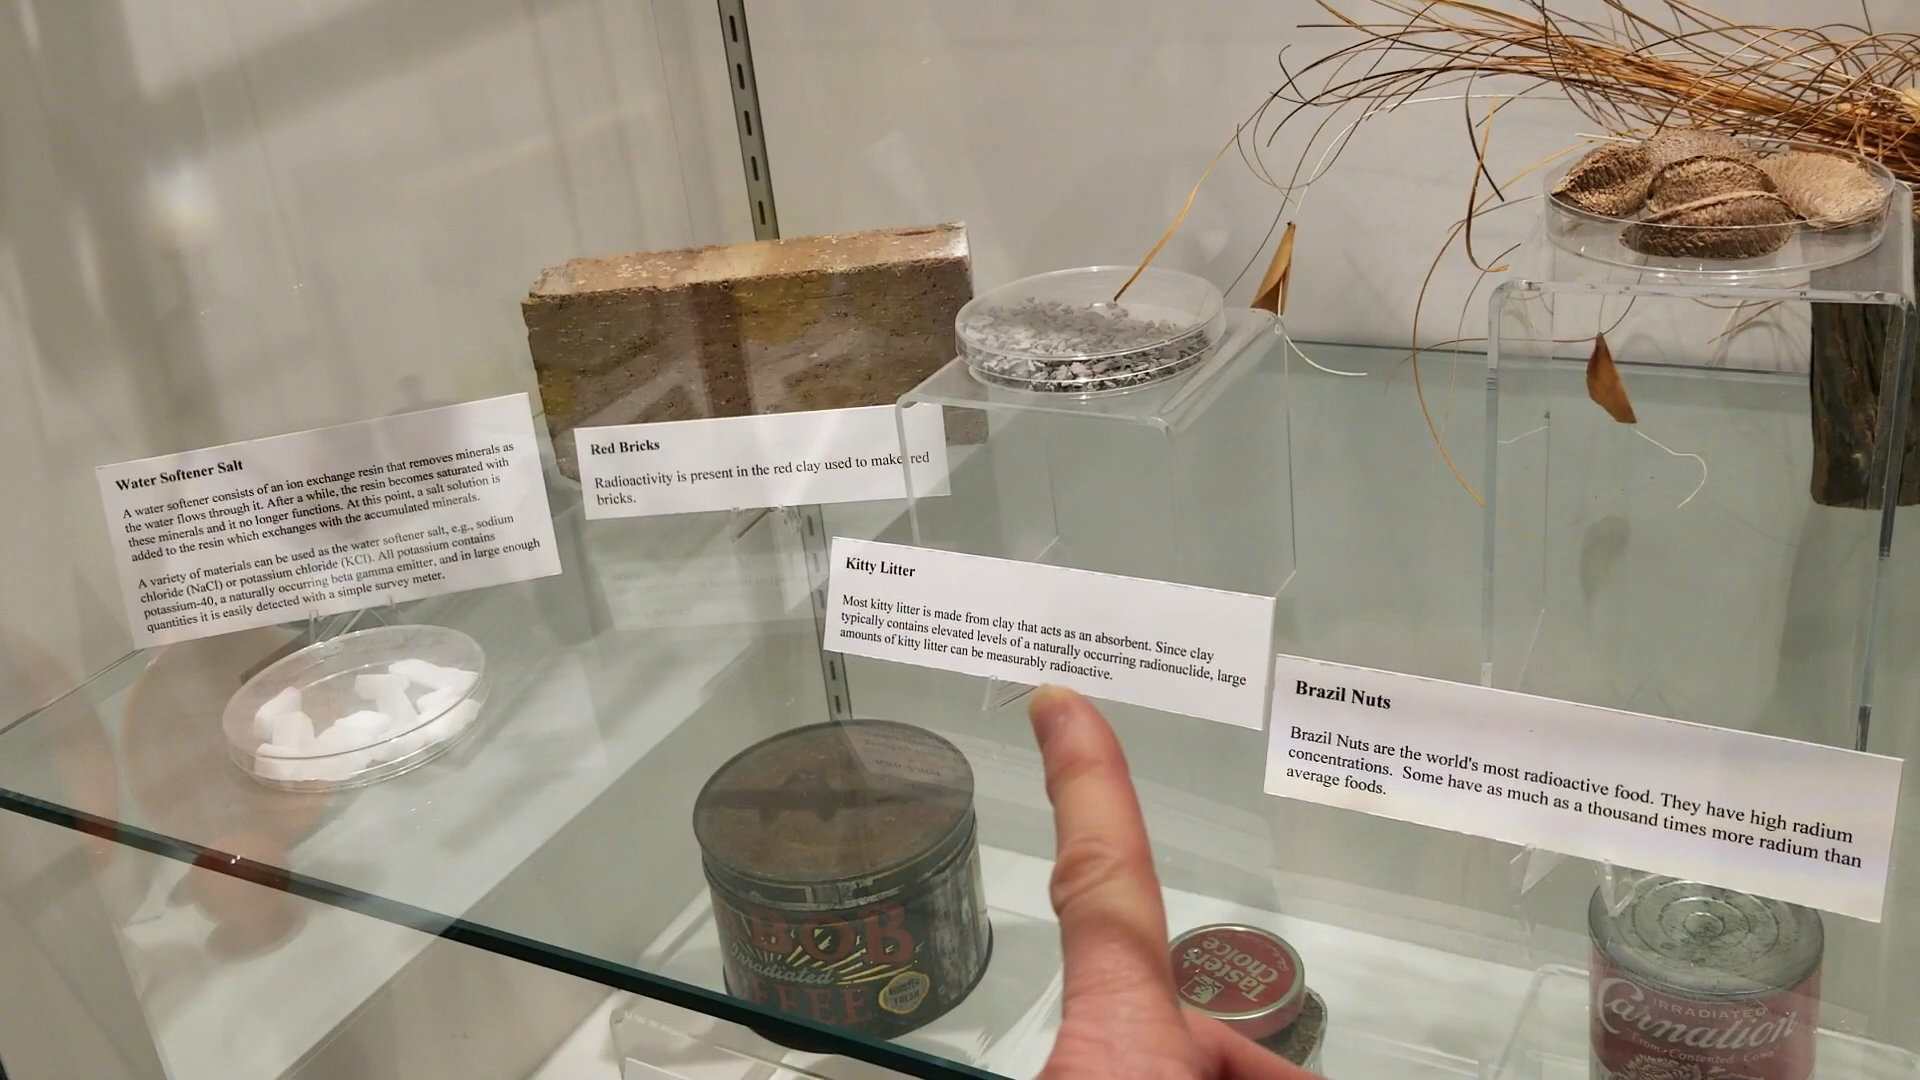 Water Softener Salt
A water softener consists of an ion exchange resin that removes minerals as
the water flows through it. After a while, the resin becomes saturated with
these minerals and it no longer functions. At this point, a salt solution is
added to the resin which exchanges with the accumulated minerals.
A variety of materials can be used as the water softener salt, e.g., sodium
chloride (NaCl) or potassium chloride (KCl). All potassium contains
potassium-40, a naturally occurring beta gamma emitter, and in large enough
quantities it is easily detected with a simple survey meter.
Red Bricks
Radioactivity is present in the red clay used to make red
bricks.
Kitty Litter
Most kitty litter is made from clay that acts as an absorbent. Since clay
typically contains elevated levels of a naturally occurring radionuclide, large
amounts of kitty litter can be measurably radioactive.
Brazil Nuts
Brazil Nuts are the world's most radioactive food. They have high radium
concentrations. Some have as much as a thousand times more radium than
average foods.
Irradiated
Taster's
Choice
IRRADIATED
Carnation
From Contented Cows